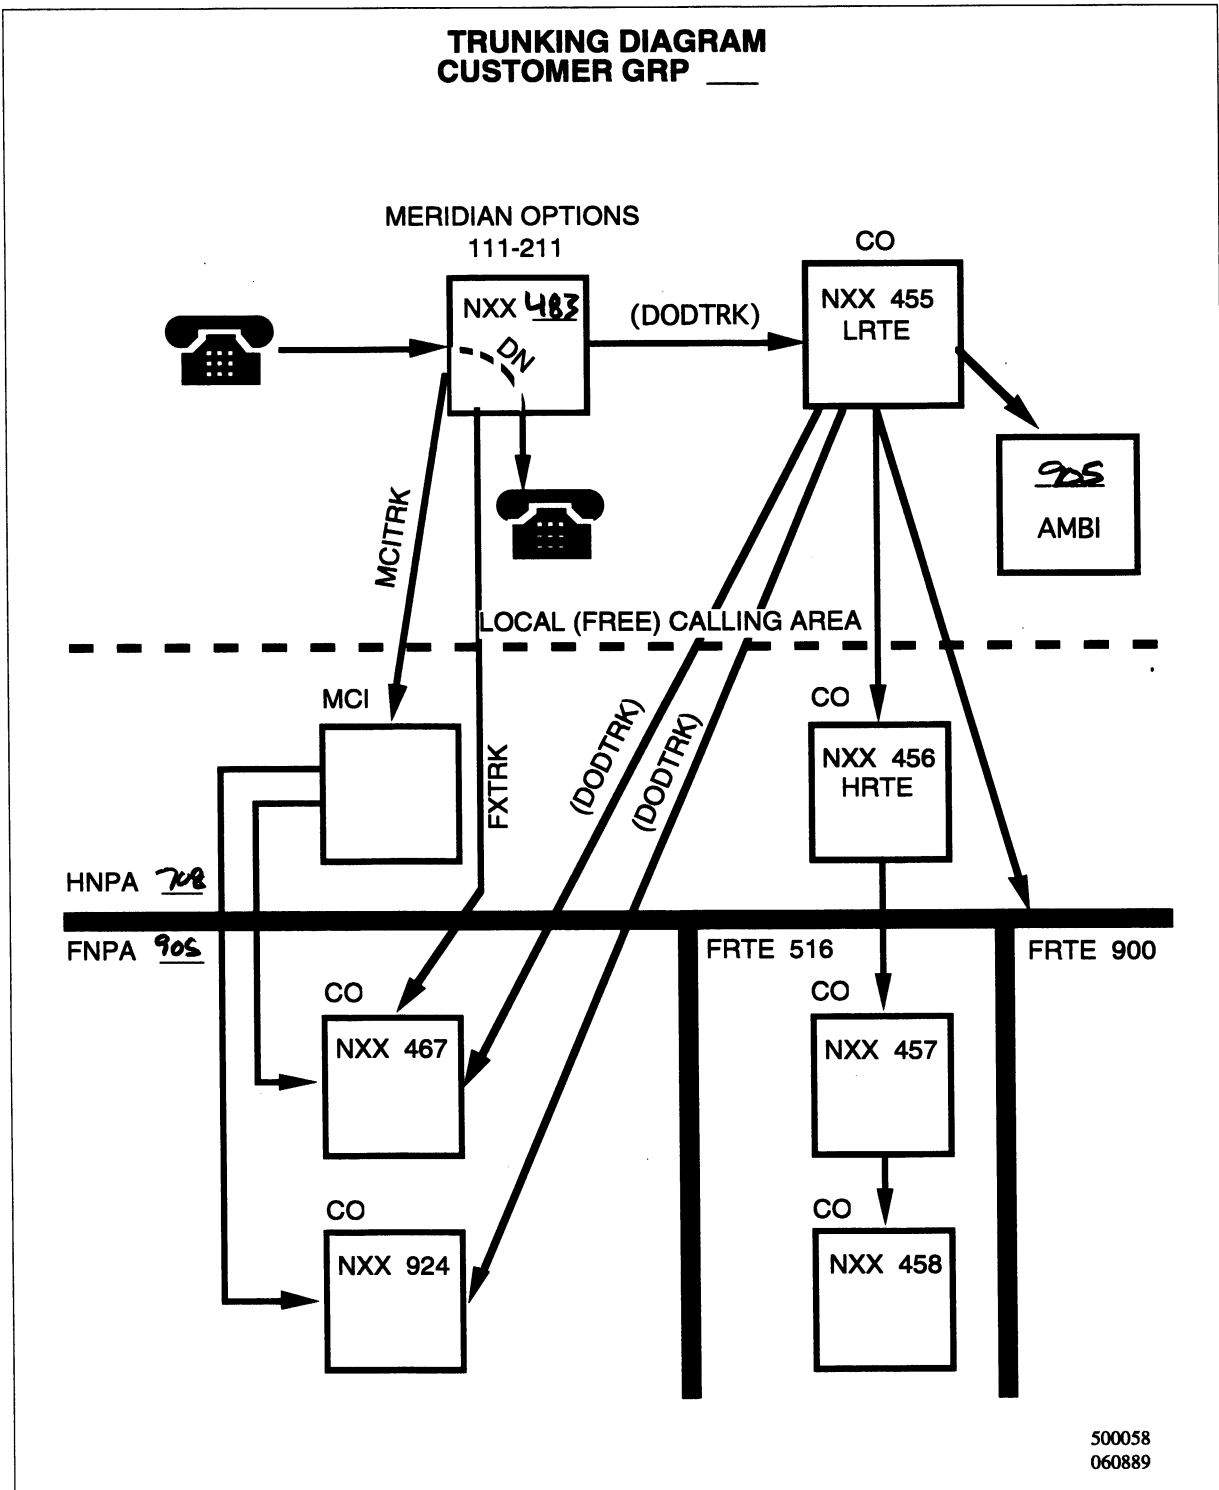 TRUNKING DIAGRAM
CUSTOMER GRP
MERIDIAN OPTIONS
111-211
CO
NXX 483
DN
(DODTRK)
NXX 455
LRTE
905
AMBI
MCITRK
LOCAL (FREE) CALLING AREA
MCI
FXTRK
(DODTRK)
(DODTRK)
CO
NXX 456
HRTE
HNPA 708
FNPA 905
FRTE 516
FRTE 900
CO
NXX 467
CO
NXX 457
CO
NXX 924
CO
NXX 458
500058
060889